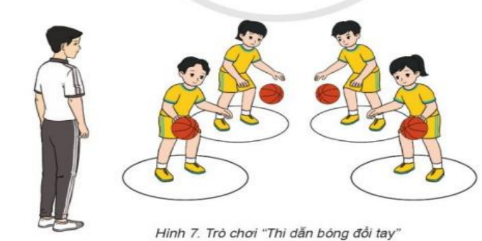 Hình 7. Trò chơi "Thi dẫn bóng đổi tay"